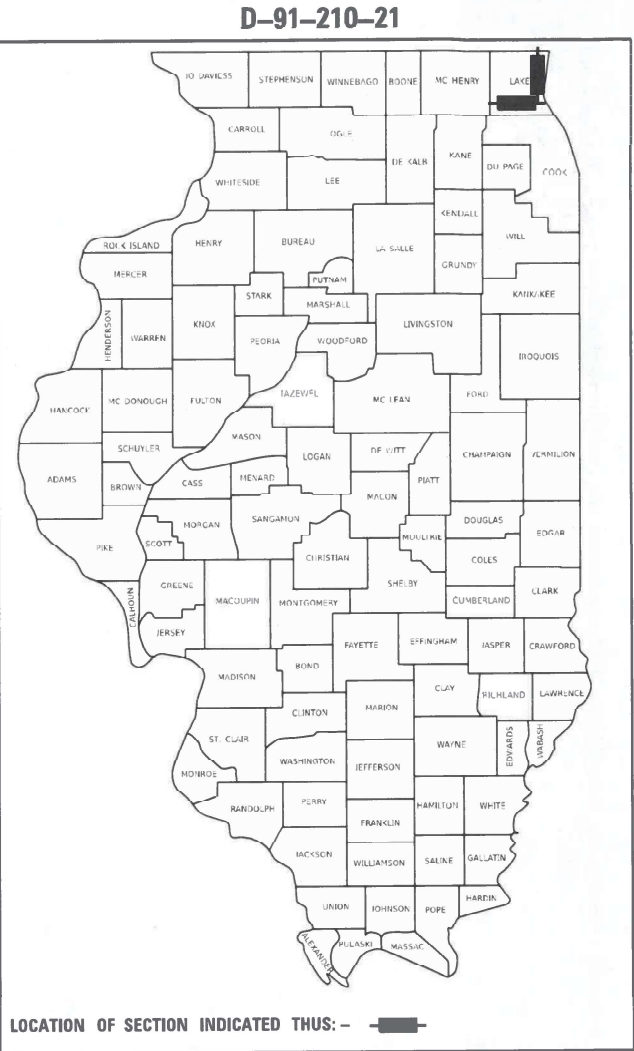 D–91–210–21
JO DAVIESS STEPHENSON WINNEBAGO BOONE MC HENRY LAKE
CARROLL OGLE
DE KALB KANE DU PAGE COOK
WHITESIDE LEE
KENDALL
ROCK ISLAND HENRY BUREAU LA SALLE WILL
MERCER PUTNAM GRUNDY
STARK MARSHALL KANKAKEE
HENDERSON WARREN KNOX PEORIA WOODFORD LIVINGSTON IROQUOIS
HANCOCK MC DONOUGH FULTON TAZEWEL MC LEAN FORD
MASON
SCHUYLER LOGAN DE WITT CHAMPAIGN VERMILION
ADAMS BROWN CASS MENARD PIATT
MACON
PIKE SCOTT MORGAN SANGAMON MOULTRIE DOUGLAS EDGAR
CHRISTIAN COLES
CALHOUN GREENE MACOUPIN MONTGOMERY SHELBY CUMBERLAND CLARK
JERSEY
FAYETTE EFFINGHAM JASPER CRAWFORD
MADISON BOND
CLAY RICHLAND LAWRENCE
CLINTON MARION
ST. CLAIR WAYNE EDWARDS WABASH
MONROE WASHINGTON JEFFERSON
RANDOLPH PERRY HAMILTON WHITE
FRANKLIN
JACKSON WILLIAMSON SALINE GALLATIN
UNION JOHNSON POPE HARDIN
ALEXANDER PULASKI MASSAC
LOCATION OF SECTION INDICATED THUS: –